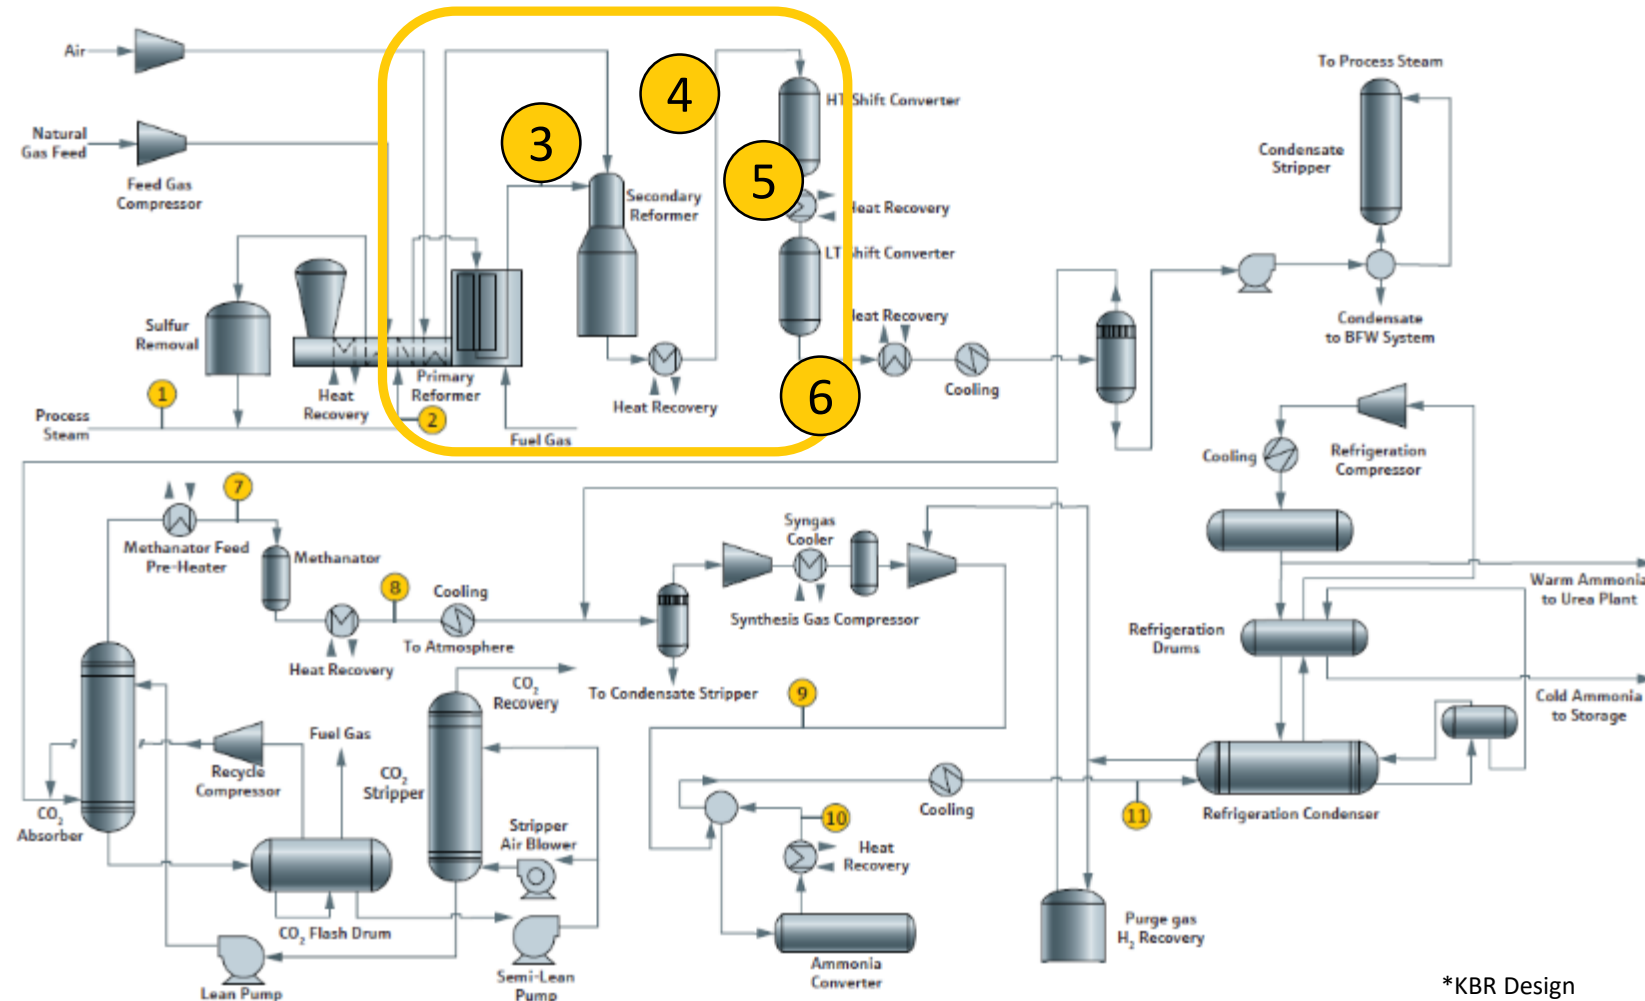 Air
Natural
Gas Feed
Feed Gas
Compressor
3
4
HT Shift Converter
5
Heat Recovery
LT Shift Converter
Secondary
Reformer
Heat Recovery
Sulfur
Removal
Primary
Reformer
Heat
Recovery
Heat Recovery
1
2
6
Process
Steam
Fuel Gas
Cooling
To Process Steam
Condensate
Stripper
Condensate
to BFW System
Cooling
Refrigeration
Compressor
7
Methanator Feed
Pre-Heater
Methanator
8
Cooling
Heat Recovery
To Atmosphere
Syngas
Cooler
Synthesis Gas Compressor
To Condensate Stripper
9
Warm Ammonia
to Urea Plant
Refrigeration
Drums
Cold Ammonia
to Storage
CO2
Recovery
Fuel Gas
Recycle
Compressor
CO2
Stripper
CO2
Absorber
Stripper
Air Blower
CO2 Flash Drum
Lean Pump
Semi-Lean
Pump
10
Heat
Recovery
Cooling
11
Refrigeration Condenser
Ammonia
Converter
Purge gas
H2 Recovery
*KBR Design